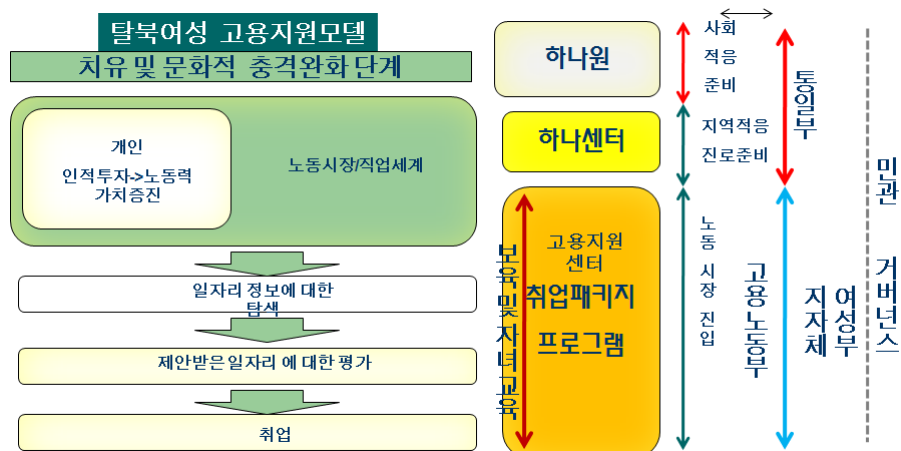 탈북여성 고용지원모델
치유 및 문화적 충격완화 단계
개인
인적투자->노동력
가치증진
노동시장/직업세계
일자리 정보에 대한
탐색
제안받은 일자리 에 대한 평가
취업
하나원
하나센터
고용지원
센터
취업패키지
프로그램
보육 및 자녀교육
사회
적응
준비
지역적응
진로준비
노동 시장 진입
통일부
고용노동부
지자체
여성부
민관 거버넌스